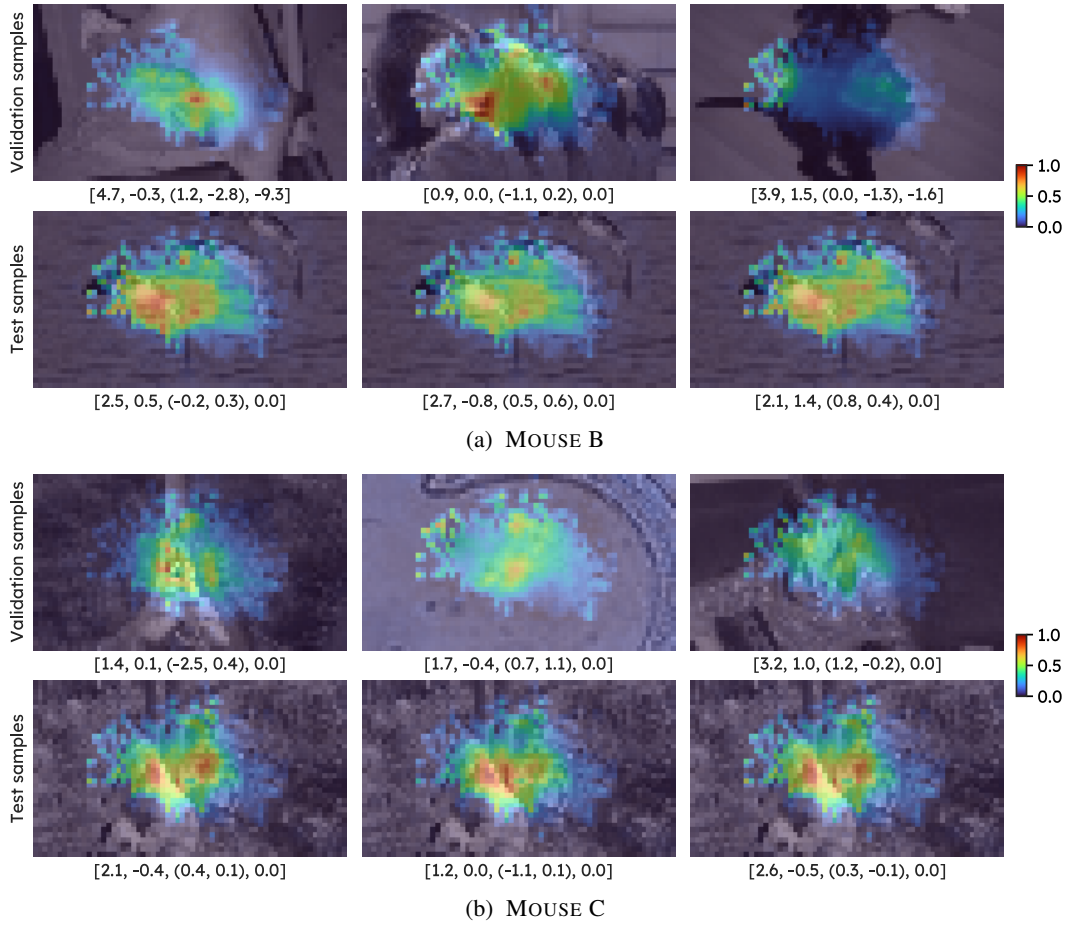 Validation samples
[4.7, -0.3, (1.2, -2.8), -9.3]
[0.9, 0.0, (-1.1, 0.2), 0.0]
[3.9, 1.5, (0.0, -1.3), -1.6]
1.0
0.5
0.0
Test samples
[2.5, 0.5, (-0.2, 0.3), 0.0]
[2.7, -0.8, (0.5, 0.6), 0.0]
[2.1, 1.4, (0.8, 0.4), 0.0]
(a) MOUSE B
Validation samples
[1.4, 0.1, (-2.5, 0.4), 0.0]
[1.7, -0.4, (0.7, 1.1), 0.0]
[3.2, 1.0, (1.2, -0.2), 0.0]
1.0
0.5
0.0
Test samples
[2.1, -0.4, (0.4, 0.1), 0.0]
[1.2, 0.0, (-1.1, 0.1), 0.0]
[2.6, -0.5, (0.3, -0.1), 0.0]
(b) MOUSE C